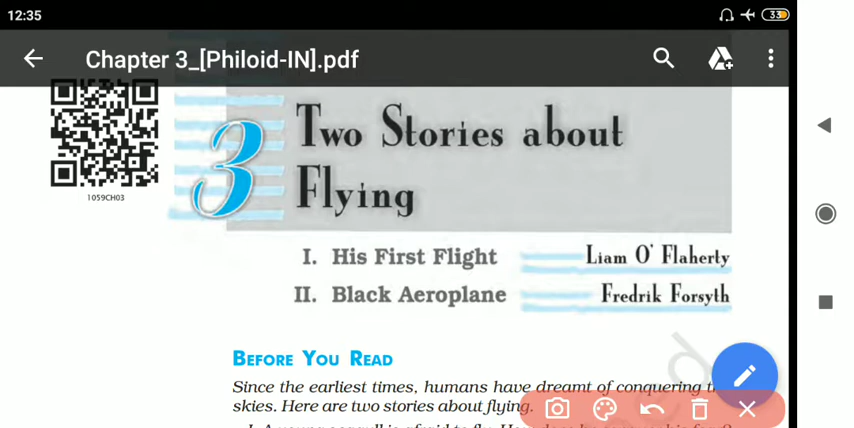 12:35
33
Chapter 3_[Philoid-IN].pdf
1059CH03
3
Two Stories about
Flying
I. His First Flight Liam O' Flaherty
II. Black Aeroplane Fredrik Forsyth
BEFORE YOU READ
Since the earliest times, humans have dreamt of conquering
skies. Here are two stories about flying.